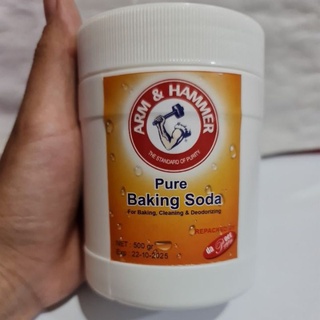 ARM & HAMMER
THE STANDARD OF PURITY
Pure
Baking Soda
For Baking, Cleaning & Deodorizing
NET : 500 gr
Exp : 22-10-2025